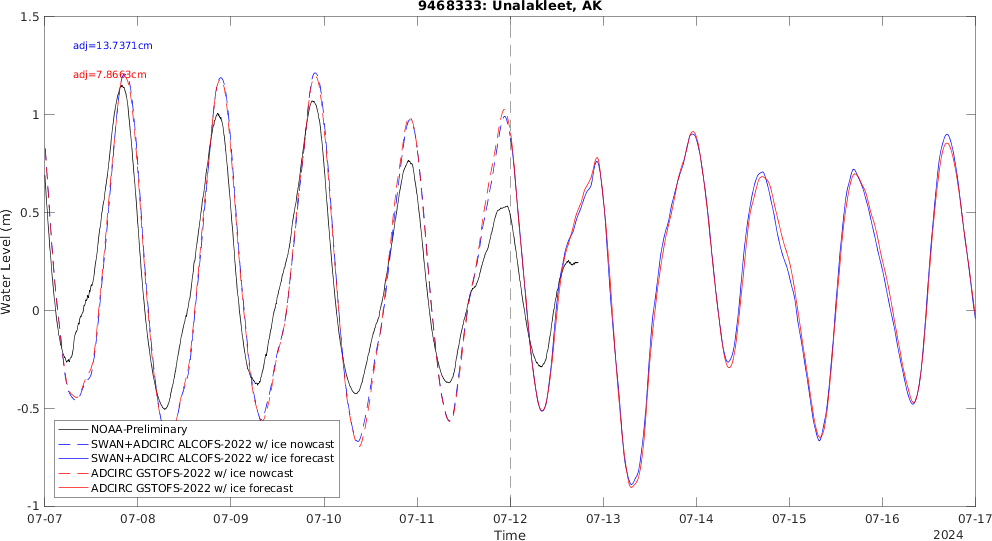 9468333: Unalakleet, AK
1.5
1
0.5
0
-0.5
-1
Water Level (m)
adj=13.7371cm
adj=7.8663cm
NOAA-Preliminary
SWAN+ADCIRC ALCOFS-2022 w/ ice nowcast
SWAN+ADCIRC ALCOFS-2022 w/ ice forecast
ADCIRC GSTOFS-2022 w/ ice nowcast
ADCIRC GSTOFS-2022 w/ ice forecast
07-07 07-08 07-09 07-10 07-11 07-12 07-13 07-14 07-15 07-16 07-17
Time
2024